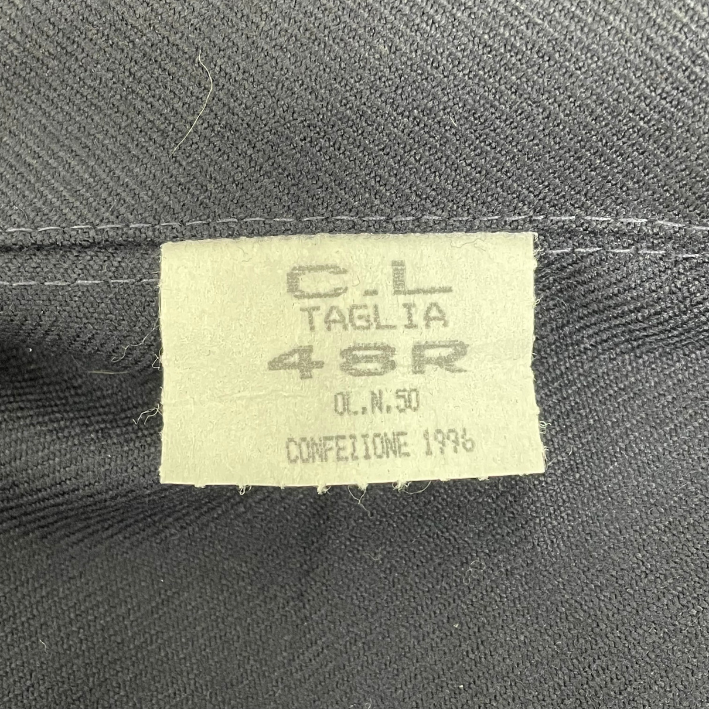 C.L
TAGLIA
48R
OL.N.50
CONFEZIONE 1996